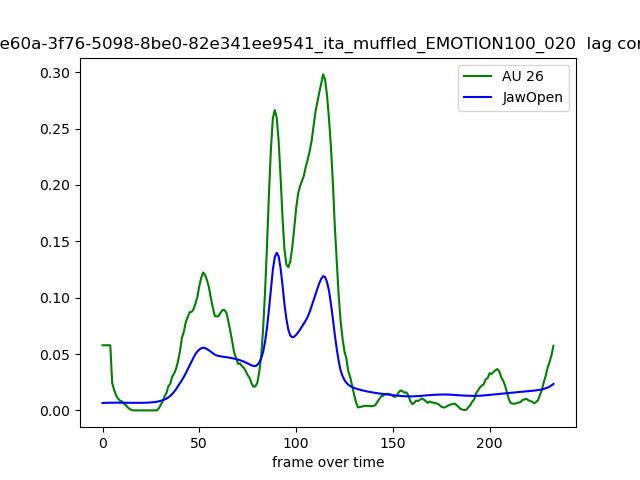 e60a-3f76-5098-8be0-82e341ee9541_ita_muffled_EMOTION100_020 lag
AU 26
JawOpen
0.30
0.25
0.20
0.15
0.10
0.05
0.00
0 50 100 150 200
frame over time